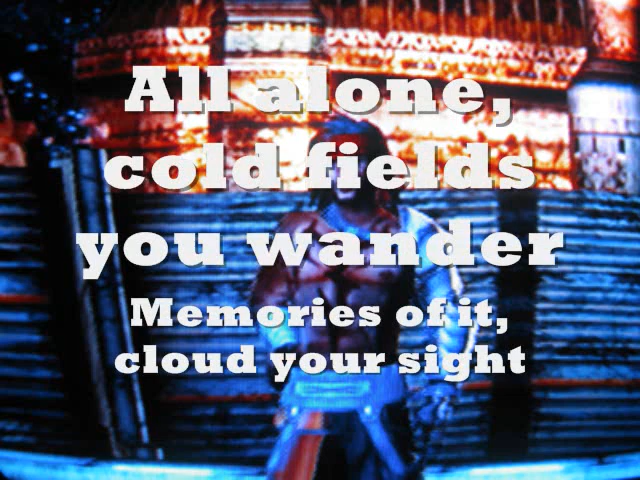 All alone,
cold fields
you wander
Memories of it,
cloud your sight